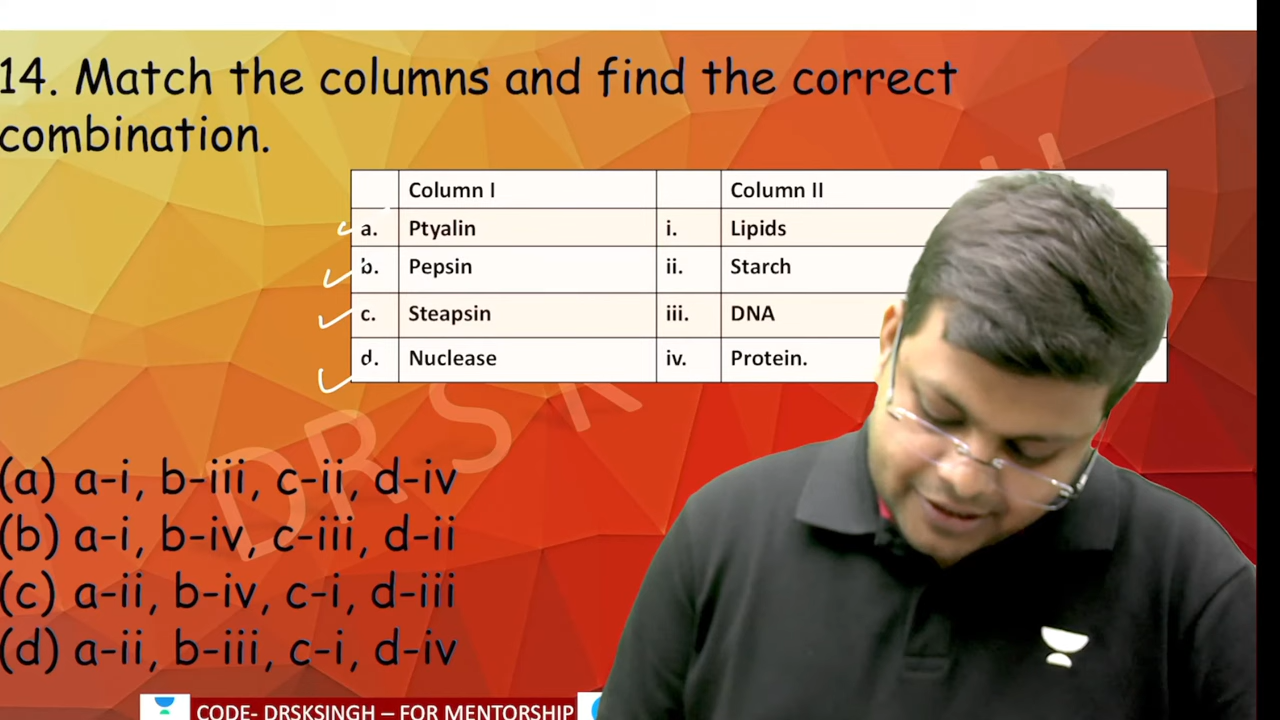 14. Match the columns and find the correct
combination.
Column I Column II
a. Ptyalin i. Lipids
b. Pepsin ii. Starch
c. Steapsin iii. DNA
d. Nuclease iv. Protein.
DR S K
(a) a-i, b-iii, c-ii, d-iv
(b) a-i, b-iv, c-iii, d-ii
(c) a-ii, b-iv, c-i, d-iii
(d) a-ii, b-iii, c-i, d-iv
CODE- DRSKSINGH – FOR MENTORSHIP